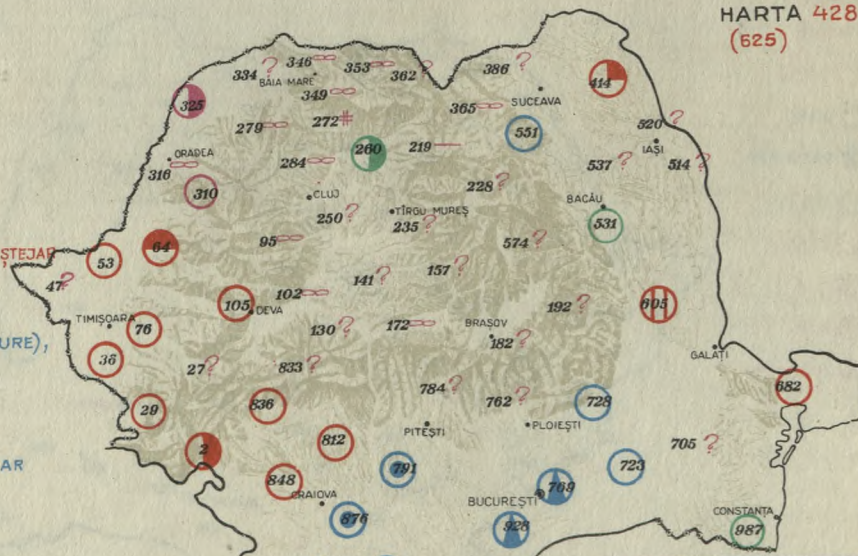 HARTA 428
(525)
346 ∞
353 ∞
386 ?
334 ?
BAIA MARE
362 ?
414
325
349 ∞
365 ∞
SUCEAVA
279 ∞
272 #
551
520 ?
IAȘI
ORADEA
260
219 —
316 ∞
284 ∞
537 ?
514 ?
310
CLUJ
228 ?
BACĂU
250 ?
TÎRGU MUREȘ
235 ?
531
STEJAR
64
95 ∞
574 ?
53
47 ?
141 ?
157 ?
102 ∞
105
DEVA
192 ?
605
TIMIȘOARA
76
130 ?
172 ∞
BRAȘOV
URE),
182 ?
35
GALAȚI
27 ?
833 ?
784 ?
762 ?
682
29
836
728
PITEȘTI
PLOIEȘTI
812
705 ?
2
AR
791
723
848
BUCUREȘTI
769
CRAIOVA
876
CONSTANȚA
928
987